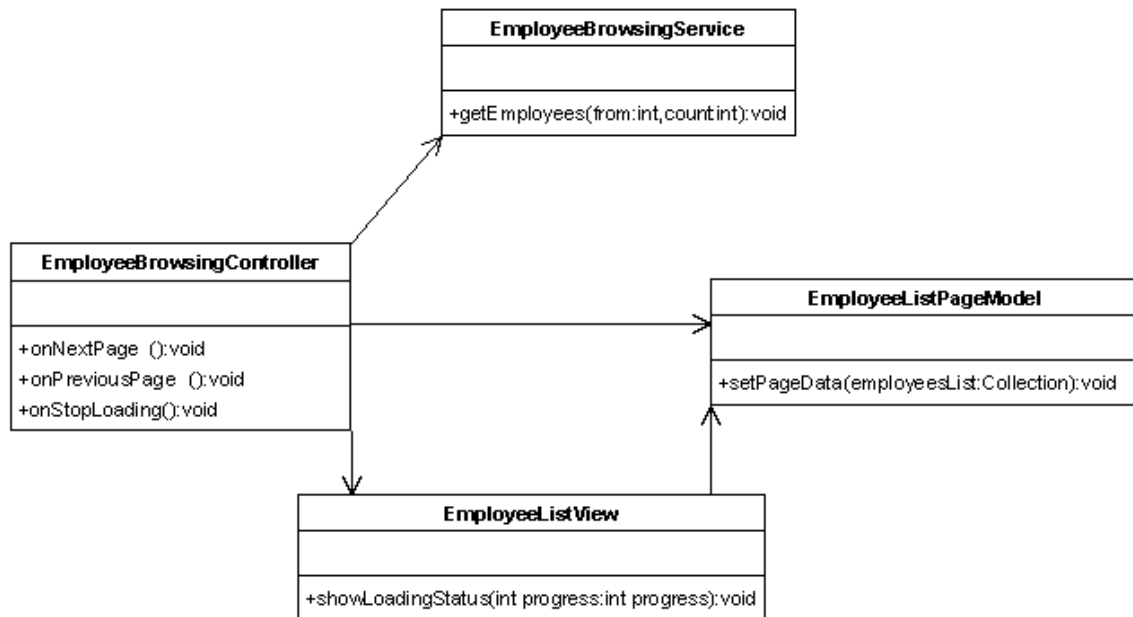 EmployeeBrowsingService
+getEmployees(from:int,countint):void
EmployeeBrowsingController
+onNextPage ():void
+onPreviousPage ():void
+onStopLoading():void
EmployeeListPageModel
+setPageData(employeesList:Collection):void
EmployeeListView
+showLoadingStatus(int progress:int progress):void